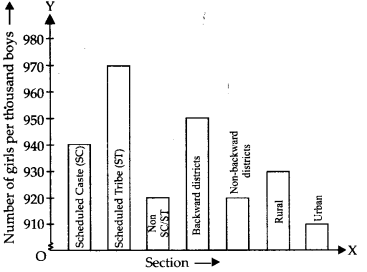 Y
Number of girls per thousand boys
980
970
960
950
940
930
920
910
O
Scheduled Caste (SC)
Scheduled Tribe (ST)
Non
SC/ST
Backward districts
Non-backward
districts
Rural
Urban
X
Section